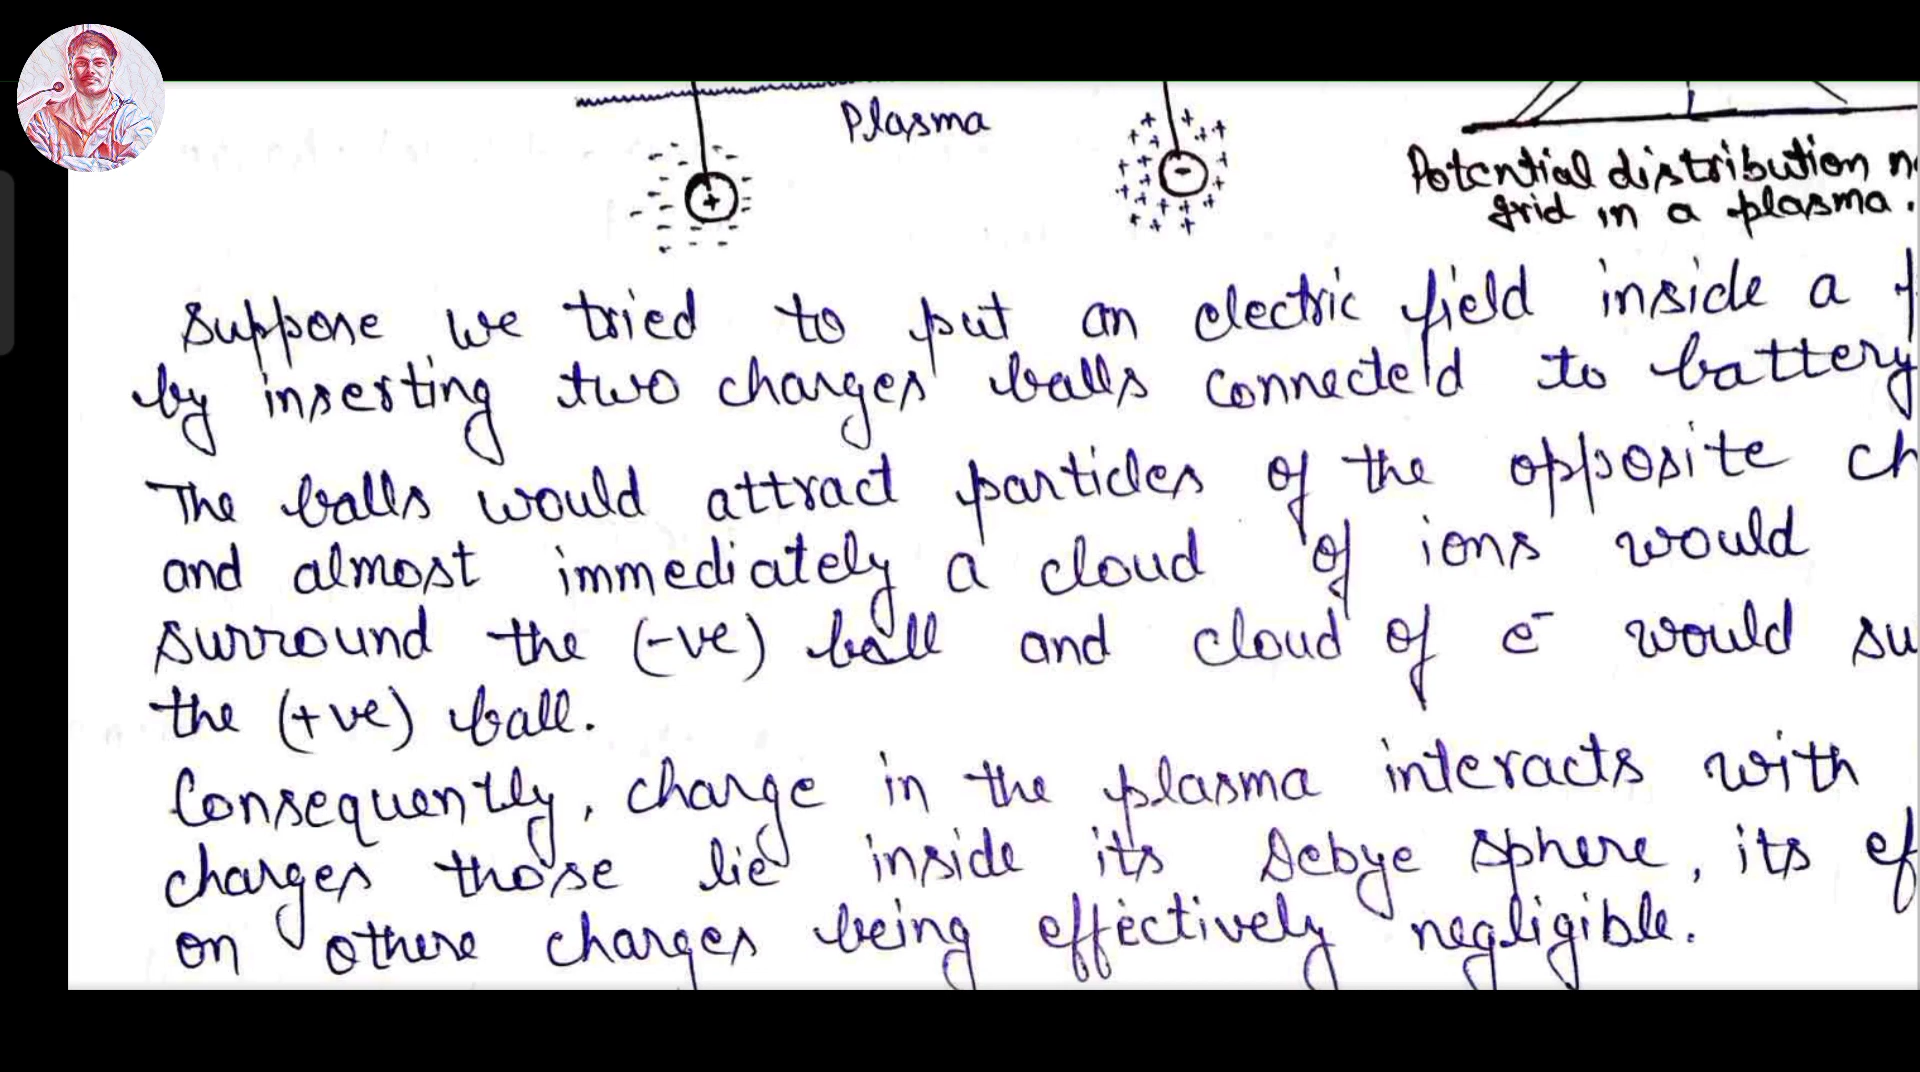 Plasma
Potential distribution
grid in a plasma.
Suppose we tried to put an electric field inside a
by inserting two charges balls connected to battery
The balls would attract particles of the opposite ch
and almost immediately a cloud of ions would
surround the (-ve) ball and cloud of e⁻ would su
the (+ve) ball.
Consequently, charge in the plasma interacts with
charges those lie inside its Debye sphere, its ef
on othere charges being effectively negligible.